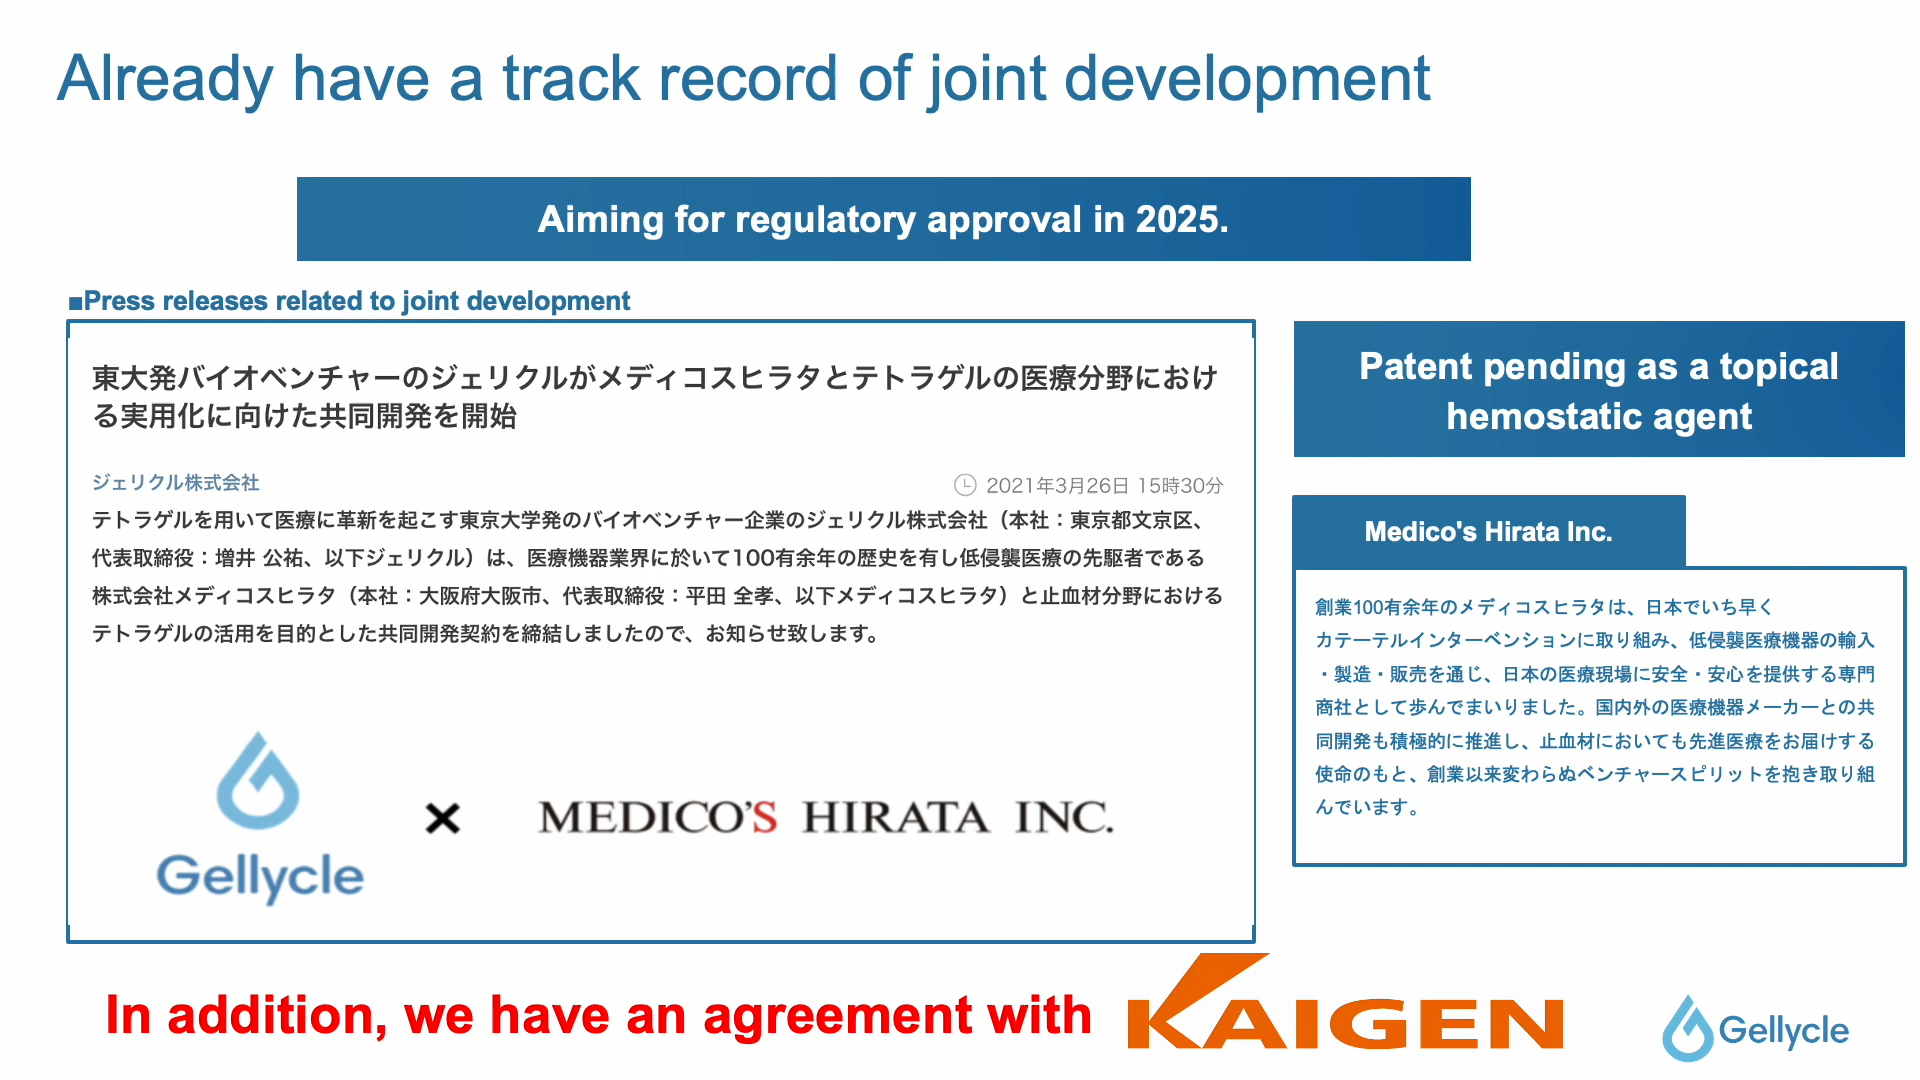 Already have a track record of joint development
Aiming for regulatory approval in 2025.
■Press releases related to joint development
東大発バイオベンチャーのジェリクルがメディコスヒラタとテトラゲルの医療分野におけ
る実用化に向けた共同開発を開始
ジェリクル株式会社
2021年3月26日 15時30分
テトラゲルを用いて医療に革新を起こす東京大学発のバイオベンチャー企業のジェリクル株式会社（本社：東京都文京区、
代表取締役：増井 公祐、以下ジェリクル）は、医療機器業界に於いて100有余年の歴史を有し低侵襲医療の先駆者である
株式会社メディコスヒラタ（本社：大阪府大阪市、代表取締役：平田 全孝、以下メディコスヒラタ）と止血材分野における
テトラゲルの活用を目的とした共同開発契約を締結しましたので、お知らせ致します。
Gellycle
×
MEDICO'S HIRATA INC.
Patent pending as a topical
hemostatic agent
Medico's Hirata Inc.
創業100有余年のメディコスヒラタは、日本でいち早く
カテーテルインターベンションに取り組み、低侵襲医療機器の輸入
・製造・販売を通じ、日本の医療現場に安全・安心を提供する専門
商社として歩んでまいりました。国内外の医療機器メーカーとの共
同開発も積極的に推進し、止血材においても先進医療をお届けする
使命のもと、創業以来変わらぬベンチャースピリットを抱き取り組
んでいます。
In addition, we have an agreement with
KAIGEN
Gellycle